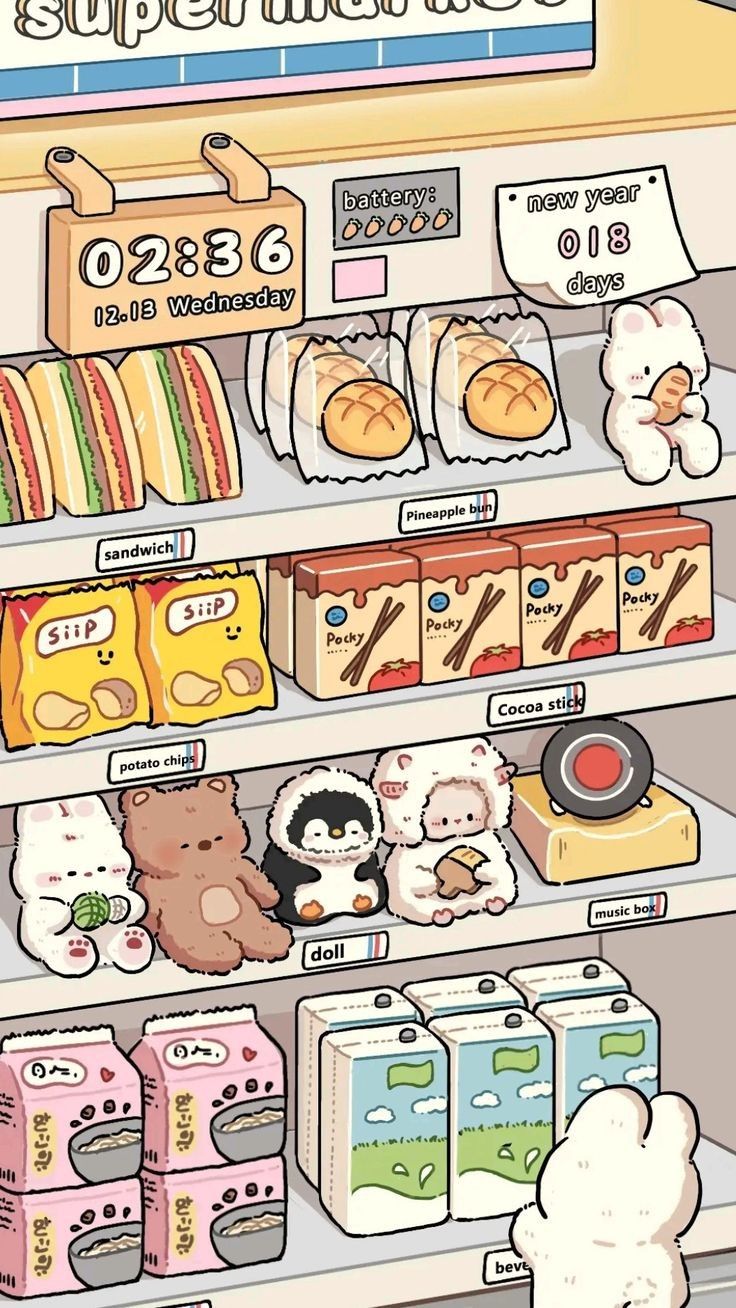 supermarket
02:36
12.13 Wednesday
battery:
new year
018
days
sandwich
Pineapple bun
SiiP
SiiP
Pocky
Pocky
Pocky
Pocky
Cocoa stick
potato chips
doll
music box